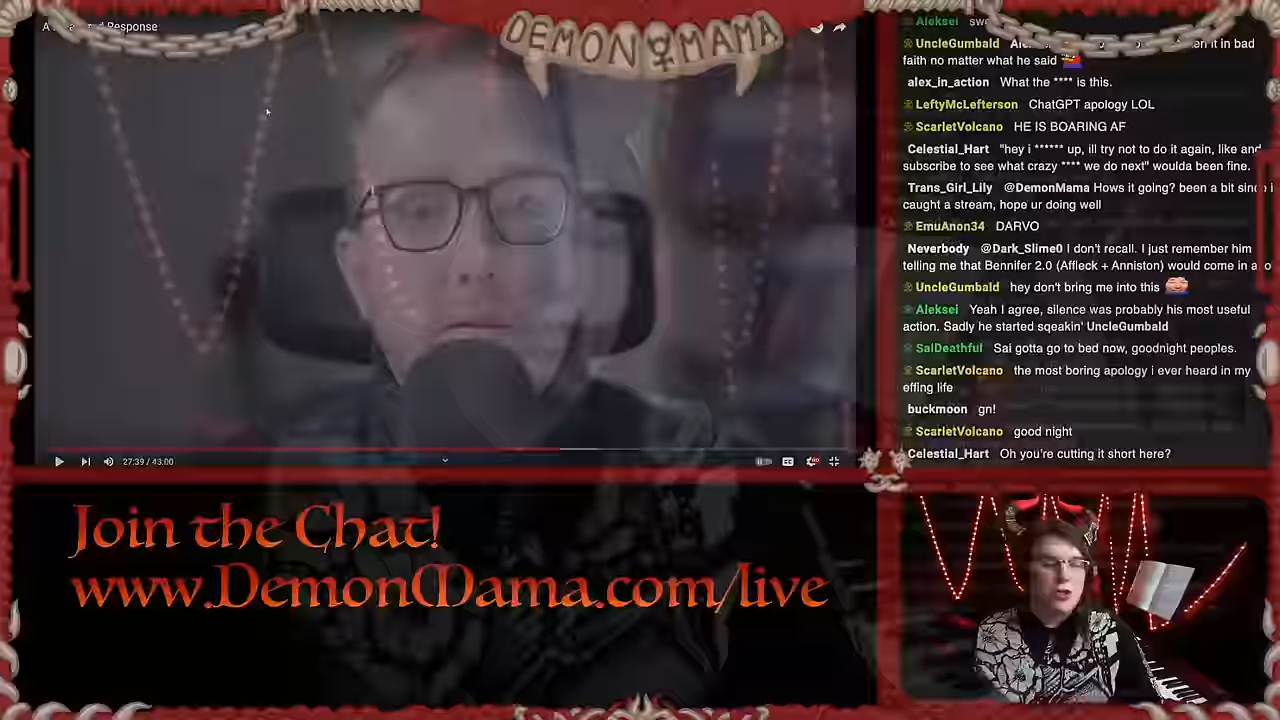 Response
DEMON MAMA
Aleksei
UncleGumbald it in bad
faith no matter what he said
alex_in_action What the **** is this.
LeftyMcLefterson ChatGPT apology LOL
ScarletVolcano HE IS BOARING AF
Celestial_Hart "hey i ****** up, ill try not to do it again, like and
subscribe to see what crazy **** we do next" woulda been fine.
Trans_Girl_Lily @DemonMama Hows it going? been a bit since i
caught a stream, hope ur doing well
EmuAnon34 DARVO
Neverbody @Dark_Slime0 I don't recall. I just remember him
telling me that Bennifer 2.0 (Affleck + Anniston) would come in
UncleGumbald hey don't bring me into this
Aleksei Yeah I agree, silence was probably his most useful
action. Sadly he started sqeakin' UncleGumbald
SaiDeathful Sai gotta go to bed now, goodnight peoples.
ScarletVolcano the most boring apology i ever heard in my
effing life
buckmoon gn!
ScarletVolcano good night
Celestial_Hart Oh you're cutting it short here?
27:39 / 43:00
Join the Chat!
www.DemonMama.com/live